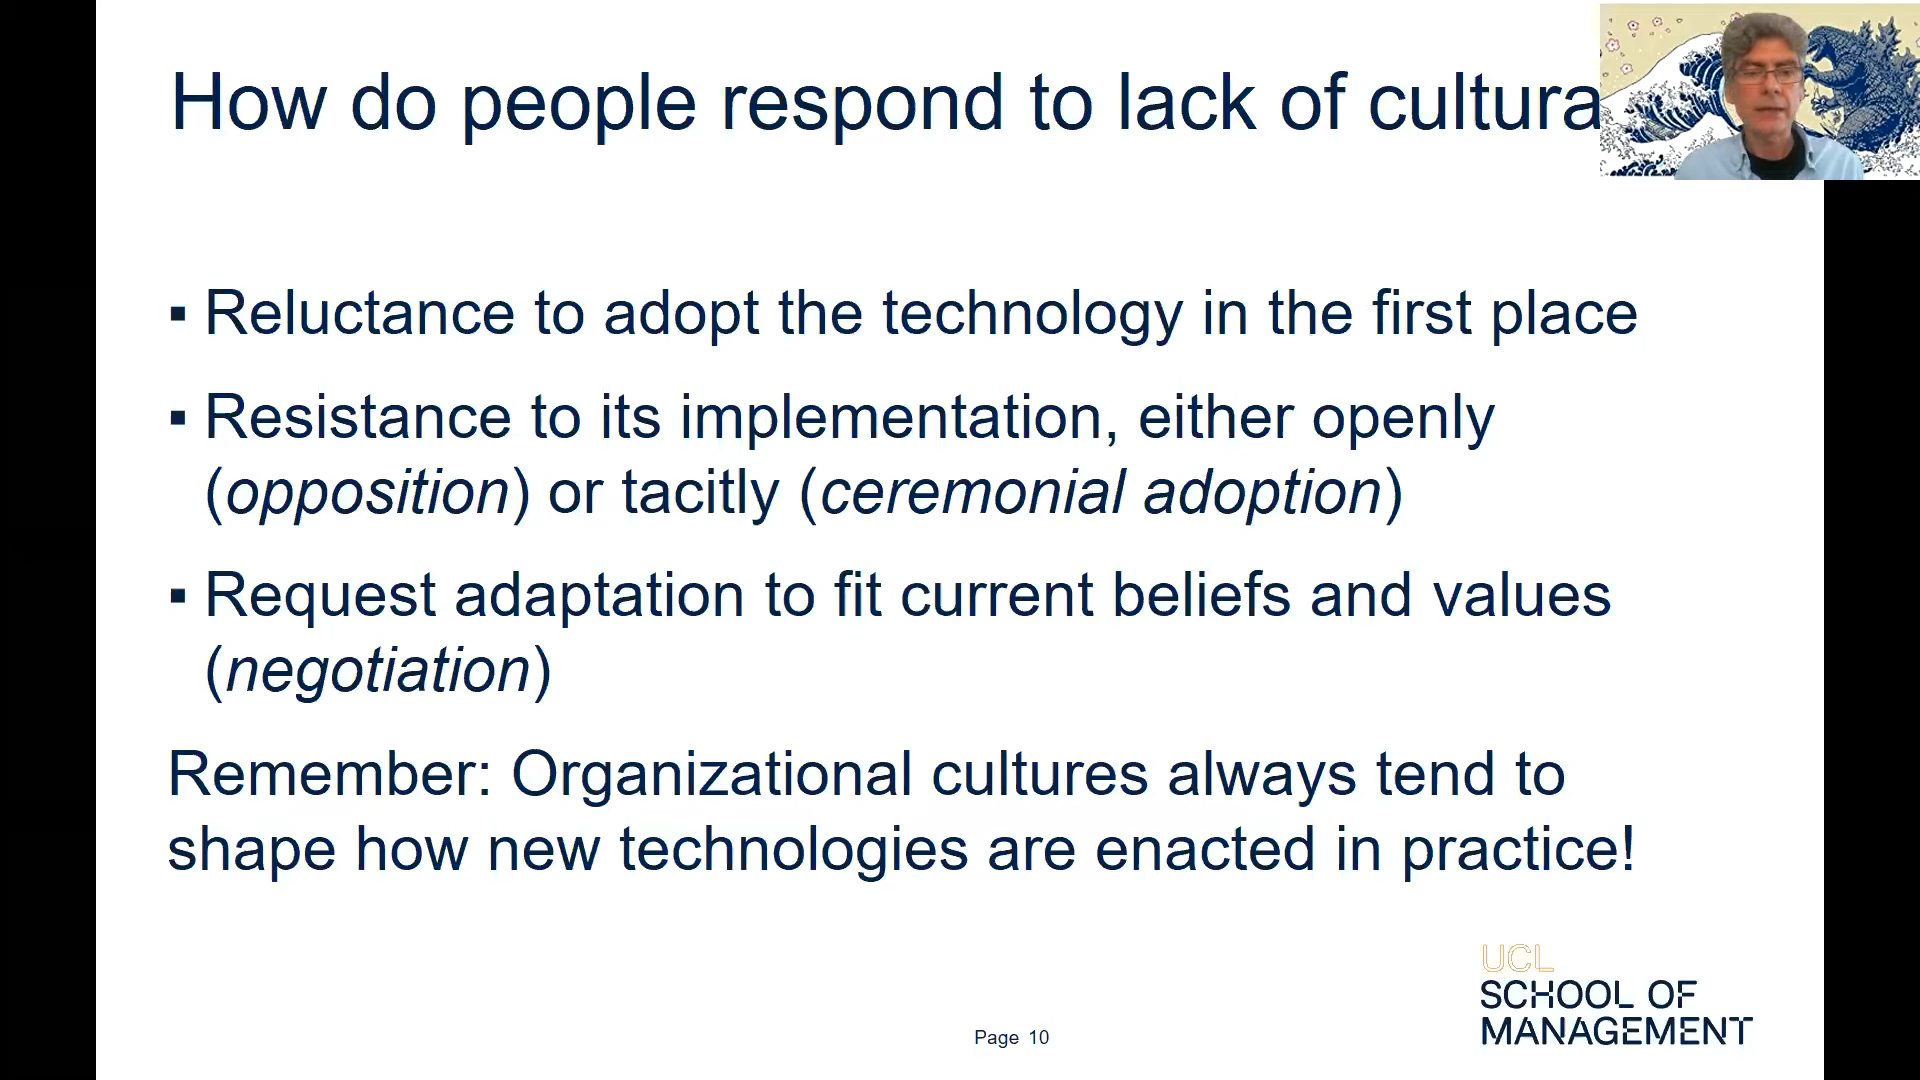 How do people respond to lack of cultura
▪ Reluctance to adopt the technology in the first place
▪ Resistance to its implementation, either openly
(opposition) or tacitly (ceremonial adoption)
▪ Request adaptation to fit current beliefs and values
(negotiation)
Remember: Organizational cultures always tend to
shape how new technologies are enacted in practice!
UCL
SCHOOL OF
MANAGEMENT
Page 10